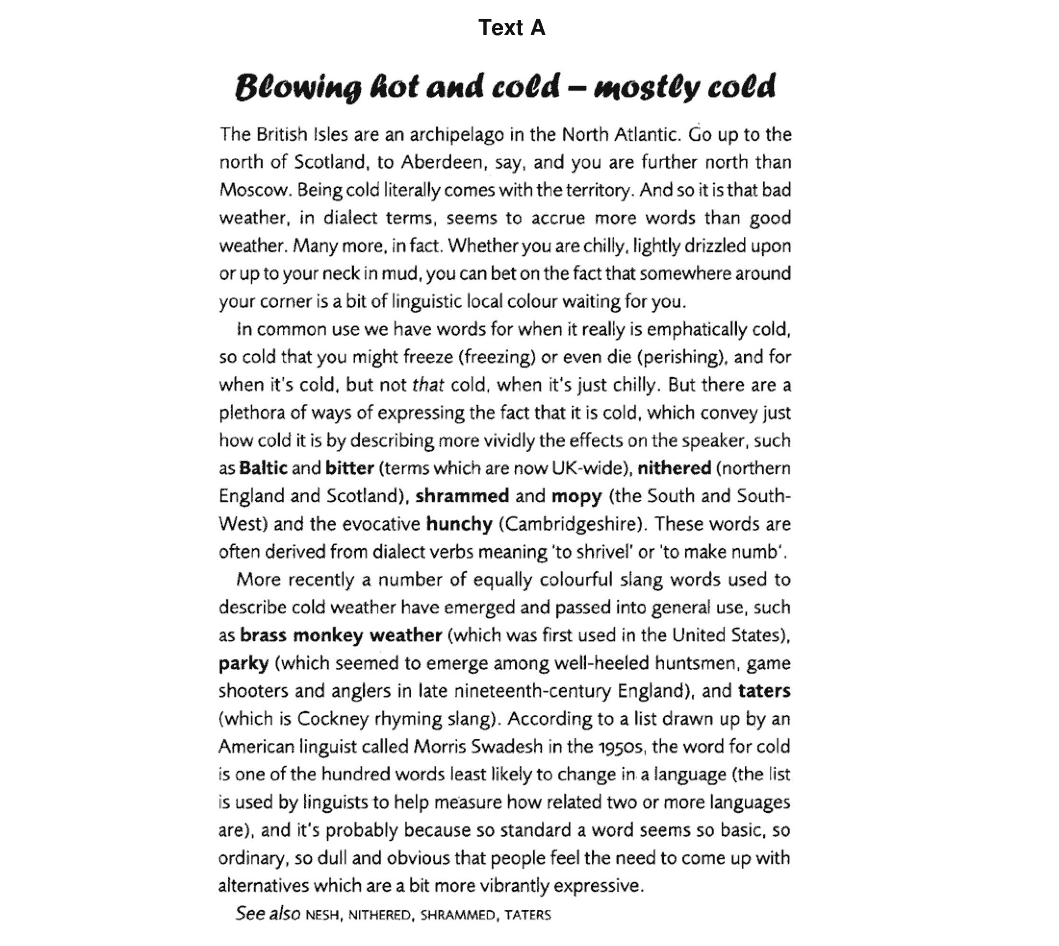 Text A
Blowing hot and cold – mostly cold
The British Isles are an archipelago in the North Atlantic. Go up to the
north of Scotland, to Aberdeen, say, and you are further north than
Moscow. Being cold literally comes with the territory. And so it is that bad
weather, in dialect terms, seems to accrue more words than good
weather. Many more, in fact. Whether you are chilly, lightly drizzled upon
or up to your neck in mud, you can bet on the fact that somewhere around
your corner is a bit of linguistic local colour waiting for you.
In common use we have words for when it really is emphatically cold,
so cold that you might freeze (freezing) or even die (perishing), and for
when it's cold, but not that cold, when it's just chilly. But there are a
plethora of ways of expressing the fact that it is cold, which convey just
how cold it is by describing more vividly the effects on the speaker, such
as Baltic and bitter (terms which are now UK-wide), nithered (northern
England and Scotland), shrammed and mopy (the South and South-
West) and the evocative hunchy (Cambridgeshire). These words are
often derived from dialect verbs meaning 'to shrivel' or 'to make numb'.
More recently a number of equally colourful slang words used to
describe cold weather have emerged and passed into general use, such
as brass monkey weather (which was first used in the United States),
parky (which seemed to emerge among well-heeled huntsmen, game
shooters and anglers in late nineteenth-century England), and taters
(which is Cockney rhyming slang). According to a list drawn up by an
American linguist called Morris Swadesh in the 1950s, the word for cold
is one of the hundred words least likely to change in a language (the list
is used by linguists to help measure how related two or more languages
are), and it's probably because so standard a word seems so basic, so
ordinary, so dull and obvious that people feel the need to come up with
alternatives which are a bit more vibrantly expressive.
See also NESH, NITHERED, SHRAMMED, TATERS